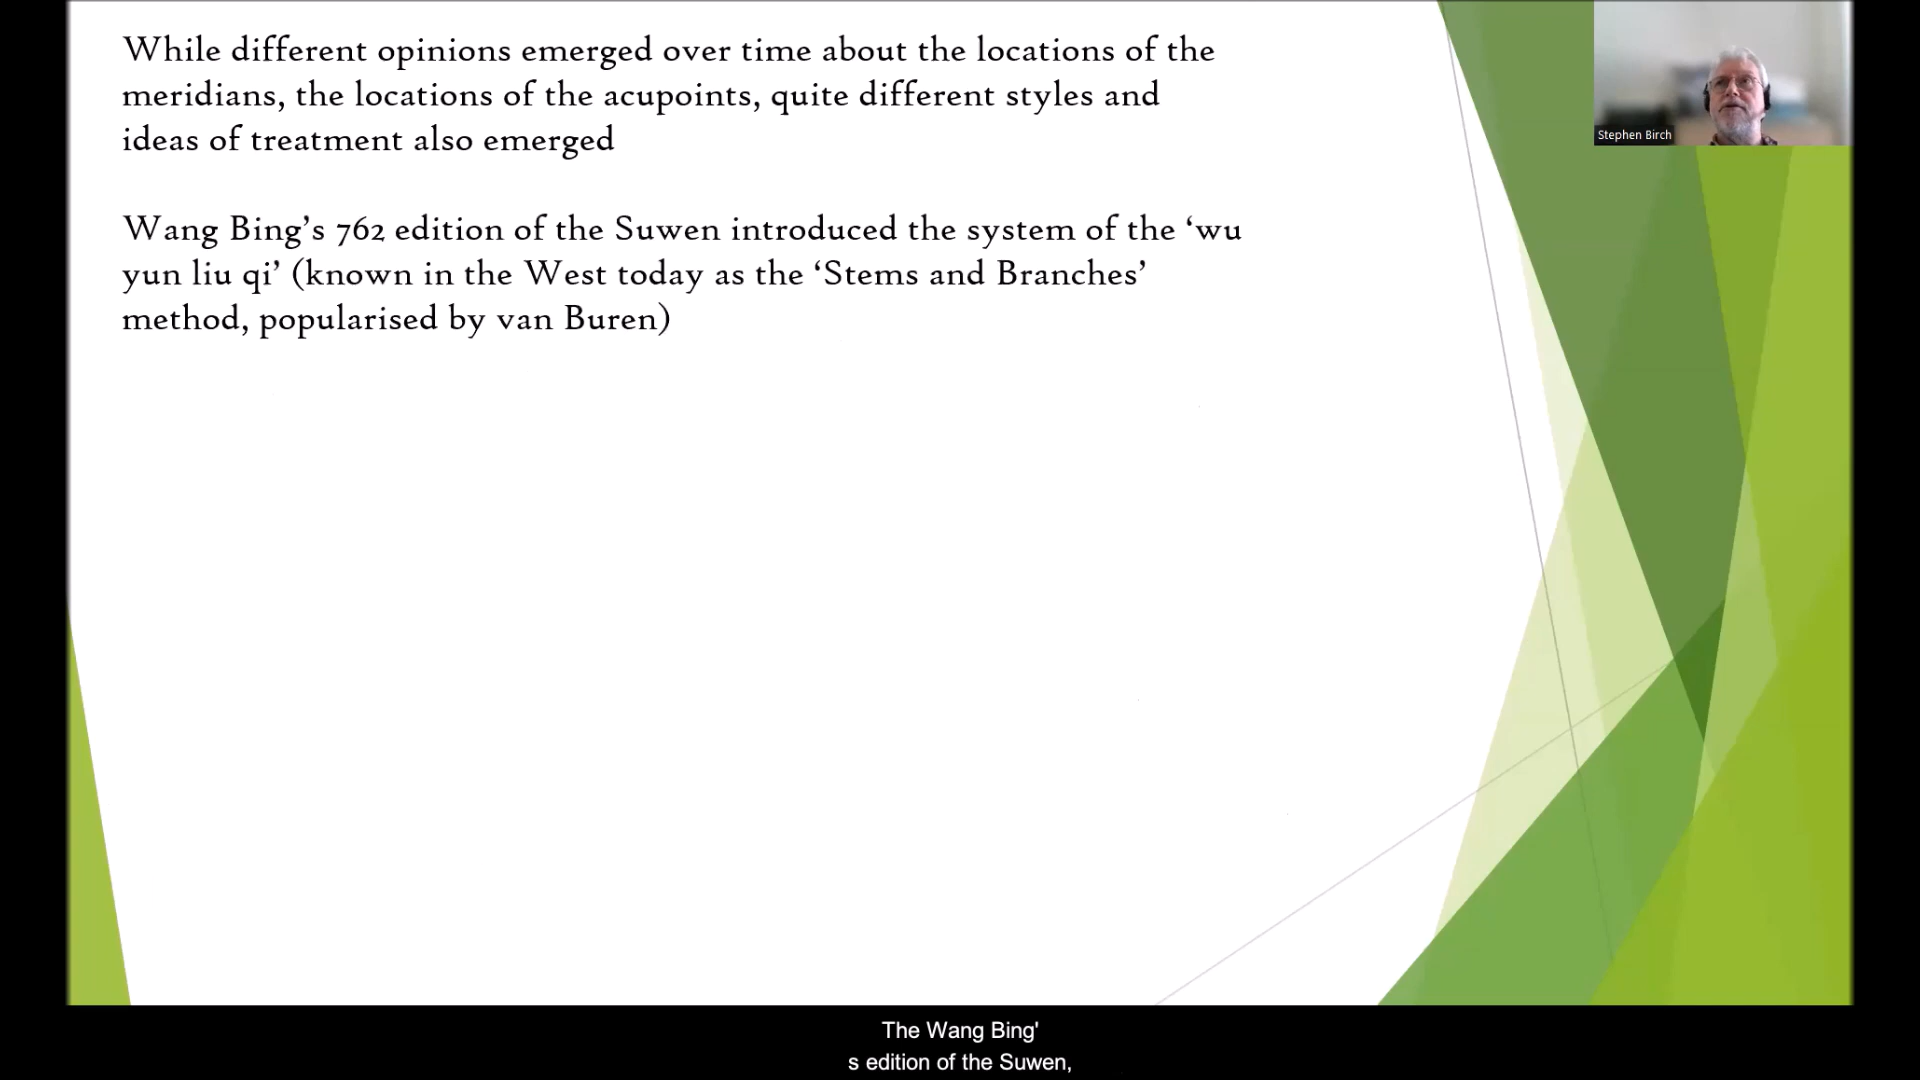 While different opinions emerged over time about the locations of the
meridians, the locations of the acupoints, quite different styles and
ideas of treatment also emerged
Wang Bing’s 762 edition of the Suwen introduced the system of the ‘wu
yun liu qi’ (known in the West today as the ‘Stems and Branches’
method, popularised by van Buren)
Stephen Birch
The Wang Bing'
s edition of the Suwen,